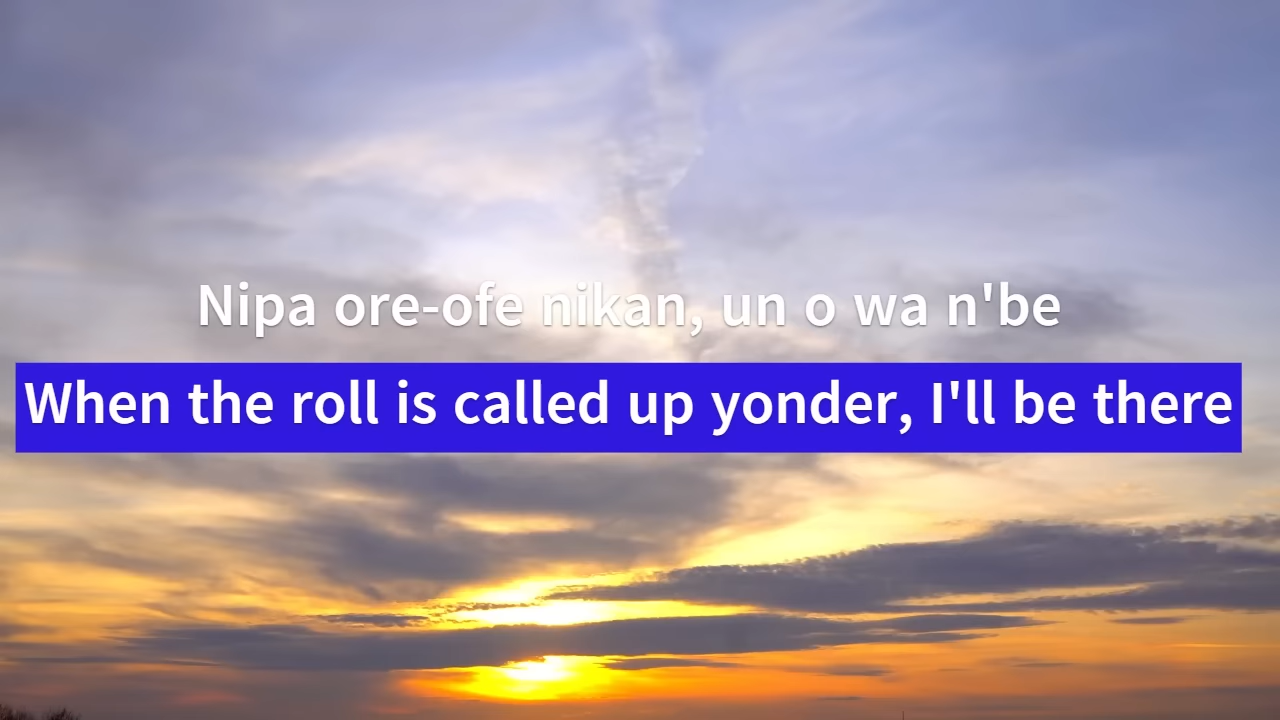 Nipa ore-ofe nikan, un o wa n'be
When the roll is called up yonder, I'll be there